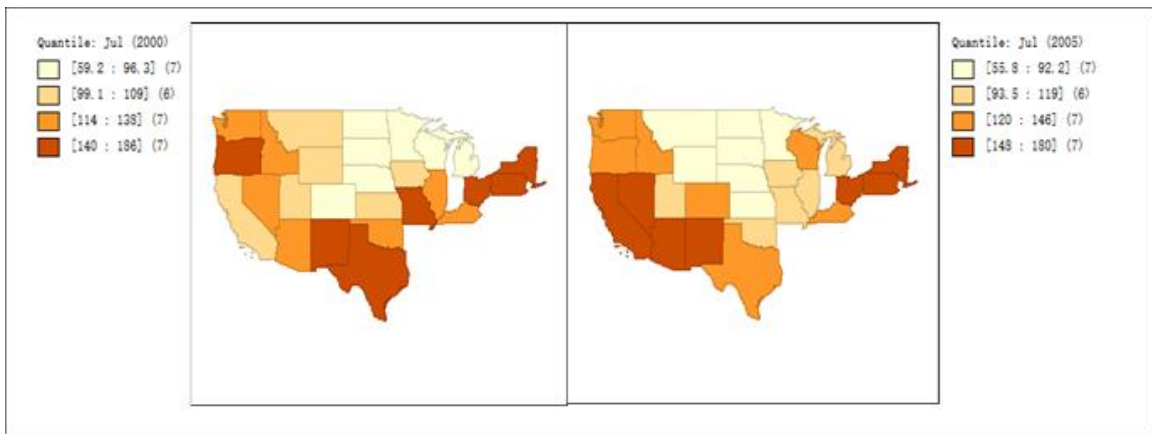 Quantile: Jul (2000)
[59.2 : 96.3] (7)
[99.1 : 109] (6)
[114 : 138] (7)
[140 : 186] (7)
Quantile: Jul (2005)
[55.8 : 92.2] (7)
[93.5 : 119] (6)
[120 : 146] (7)
[148 : 180] (7)